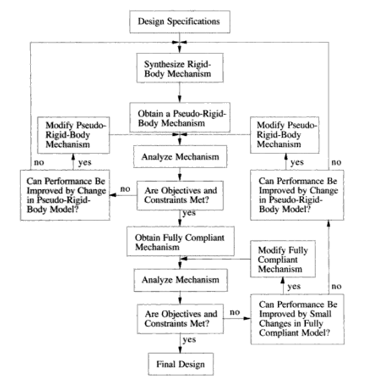 Design Specifications
Synthesize Rigid-
Body Mechanism
Obtain a Pseudo-Rigid-
Body Mechanism
Modify Pseudo-
Rigid-Body
Mechanism
Modify Pseudo-
Rigid-Body
Mechanism
Analyze Mechanism
no
yes
yes
no
Can Performance Be
Improved by Change
in Pseudo-Rigid-
Body Model?
no
Are Objectives and
Constraints Met?
Can Performance Be
Improved by Change
in Pseudo-Rigid-
Body Model?
yes
Obtain Fully Compliant
Mechanism
Modify Fully
Compliant
Mechanism
Analyze Mechanism
yes
no
Are Objectives and
Constraints Met?
no
Can Performance Be
Improved by Small
Changes in Fully
Compliant Model?
yes
Final Design